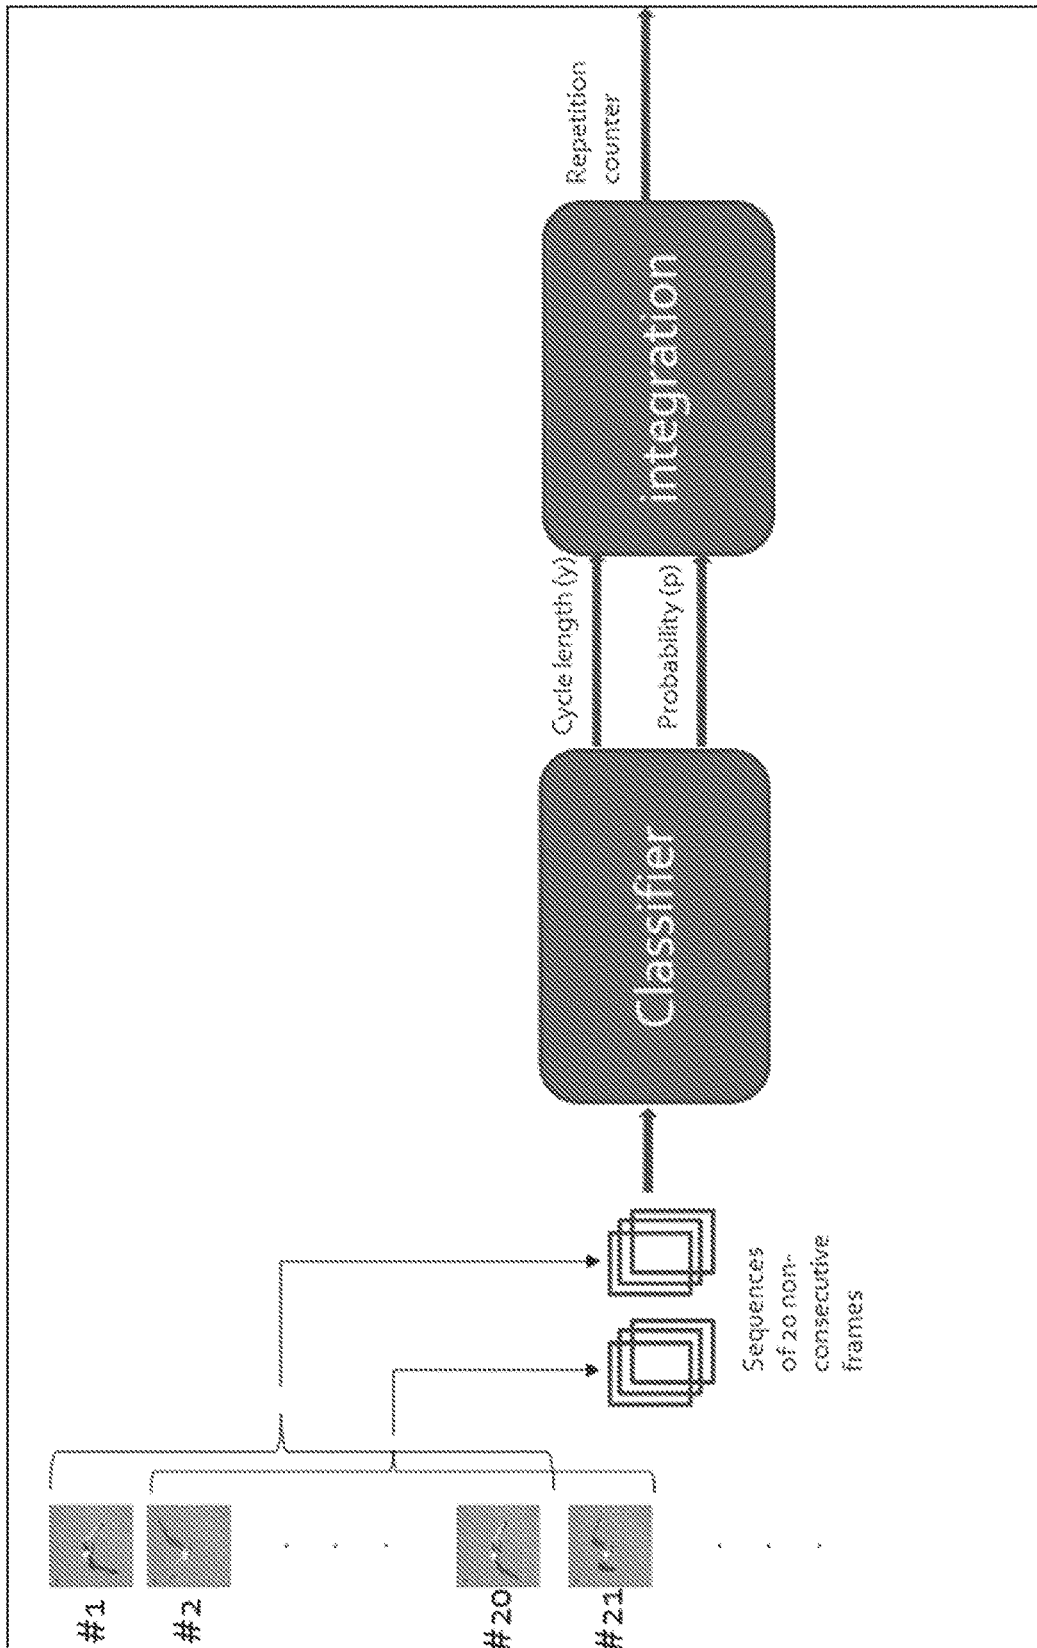 #1
#2
#20
#21
Sequences
of 20 non-
consecutive
frames
Classifier
Cycle length (y)
Probability (p)
integration
Repetition
counter